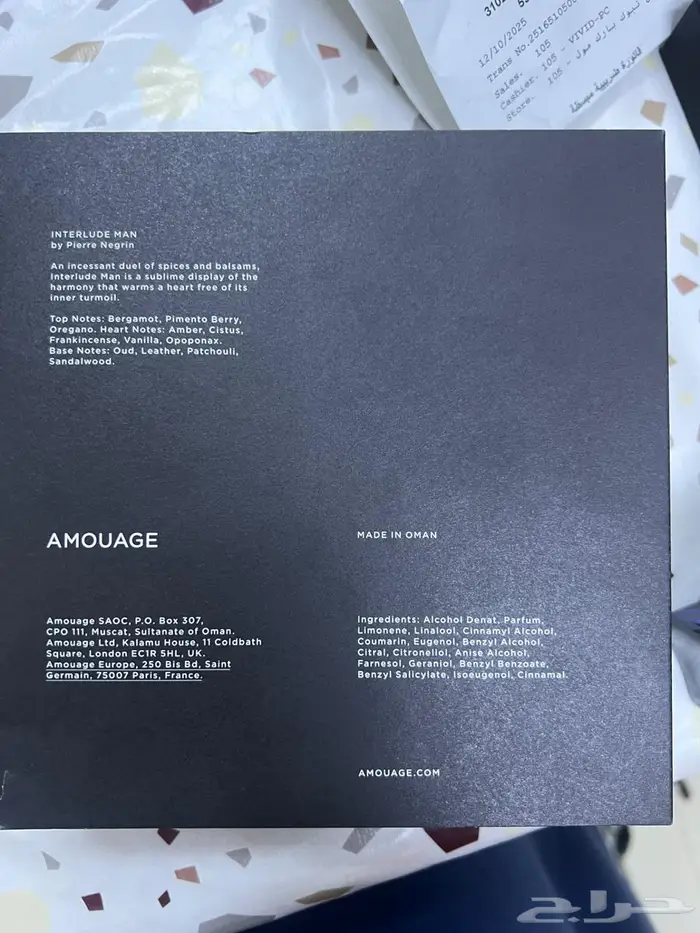 12/10/2025
Trans No.
Sales. 105
Cashier. 105 - VIVID-PC
Store. 105 -
فاتورة ضريبية مبسطة
INTERLUDE MAN
by Pierre Negrin
An incessant duel of spices and balsams,
Interlude Man is a sublime display of the
harmony that warms a heart free of its
inner turmoil.
Top Notes: Bergamot, Pimento Berry,
Oregano. Heart Notes: Amber, Cistus,
Frankincense, Vanilla, Opoponax.
Base Notes: Oud, Leather, Patchouli,
Sandalwood.
AMOUAGE
MADE IN OMAN
Amouage SAOC, P.O. Box 307,
CPO 111, Muscat, Sultanate of Oman.
Amouage Ltd, Kalamu House, 11 Coldbath
Square, London EC1R 5HL, UK.
Amouage Europe, 250 Bis Bd, Saint
Germain, 75007 Paris, France.
Ingredients: Alcohol Denat, Parfum,
Limonene, Linalool, Cinnamyl Alcohol,
Coumarin, Eugenol, Benzyl Alcohol,
Citral, Citronellol, Anise Alcohol,
Farnesol, Geraniol, Benzyl Benzoate,
Benzyl Salicylate, Isoeugenol, Cinnamal.
AMOUAGE.COM
حراج